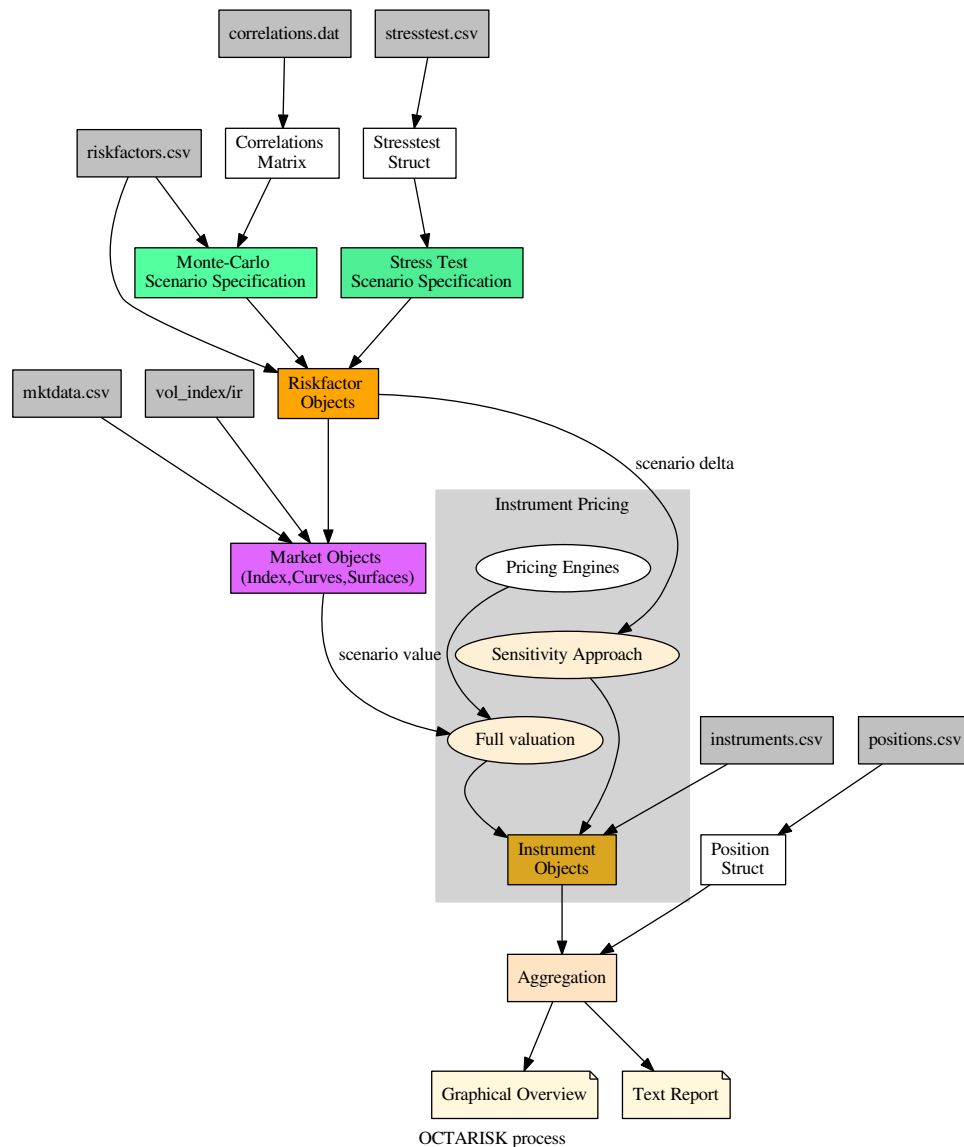 correlations.dat
stresstest.csv
riskfactors.csv
Correlations
Matrix
Stresstest
Struct
Monte-Carlo
Scenario Specification
Stress Test
Scenario Specification
mktdata.csv
vol_index/ir
Riskfactor
Objects
scenario delta
Instrument Pricing
Market Objects
(Index,Curves,Surfaces)
Pricing Engines
scenario value
Sensitivity Approach
Full valuation
instruments.csv
positions.csv
Instrument
Objects
Position
Struct
Aggregation
Graphical Overview
Text Report
OCTARISK process